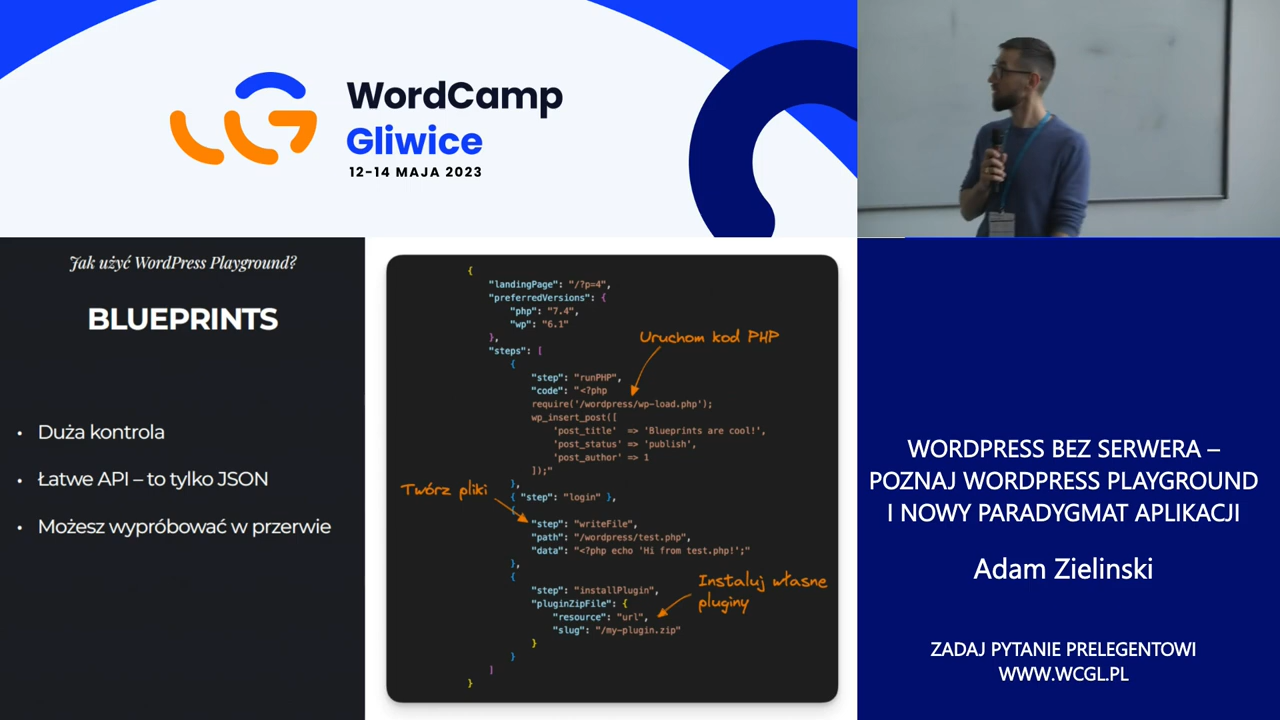 WordCamp
Gliwice
12-14 MAJA 2023
Jak użyć WordPress Playground?
BLUEPRINTS
• Duża kontrola
• Łatwe API – to tylko JSON
• Możesz wypróbować w przerwie
{
"landingPage": "/?p=4",
"preferredVersions": {
"php": "7.4",
"wp": "6.1"
},
"steps": [
{
"step": "runPHP",
"code": "<?php
require('/wordpress/wp-load.php');
wp_insert_post([
'post_title' => 'Blueprints are cool!',
'post_status' => 'publish',
'post_author' => 1
]);"
},
{ "step": "login" },
{
"step": "writeFile",
"path": "/wordpress/test.php",
"data": "<?php echo 'Hi from test.php!';"
},
{
"step": "installPlugin",
"pluginZipFile": {
"resource": "url",
"slug": "/my-plugin.zip"
}
}
]
}
Uruchom kod PHP
Twórz pliki
Instaluj własne
pluginy
WORDPRESS BEZ SERWERA –
POZNAJ WORDPRESS PLAYGROUND
I NOWY PARADYGMAT APLIKACJI
Adam Zielinski
ZADAJ PYTANIE PRELEGENTOWI
WWW.WCGL.PL